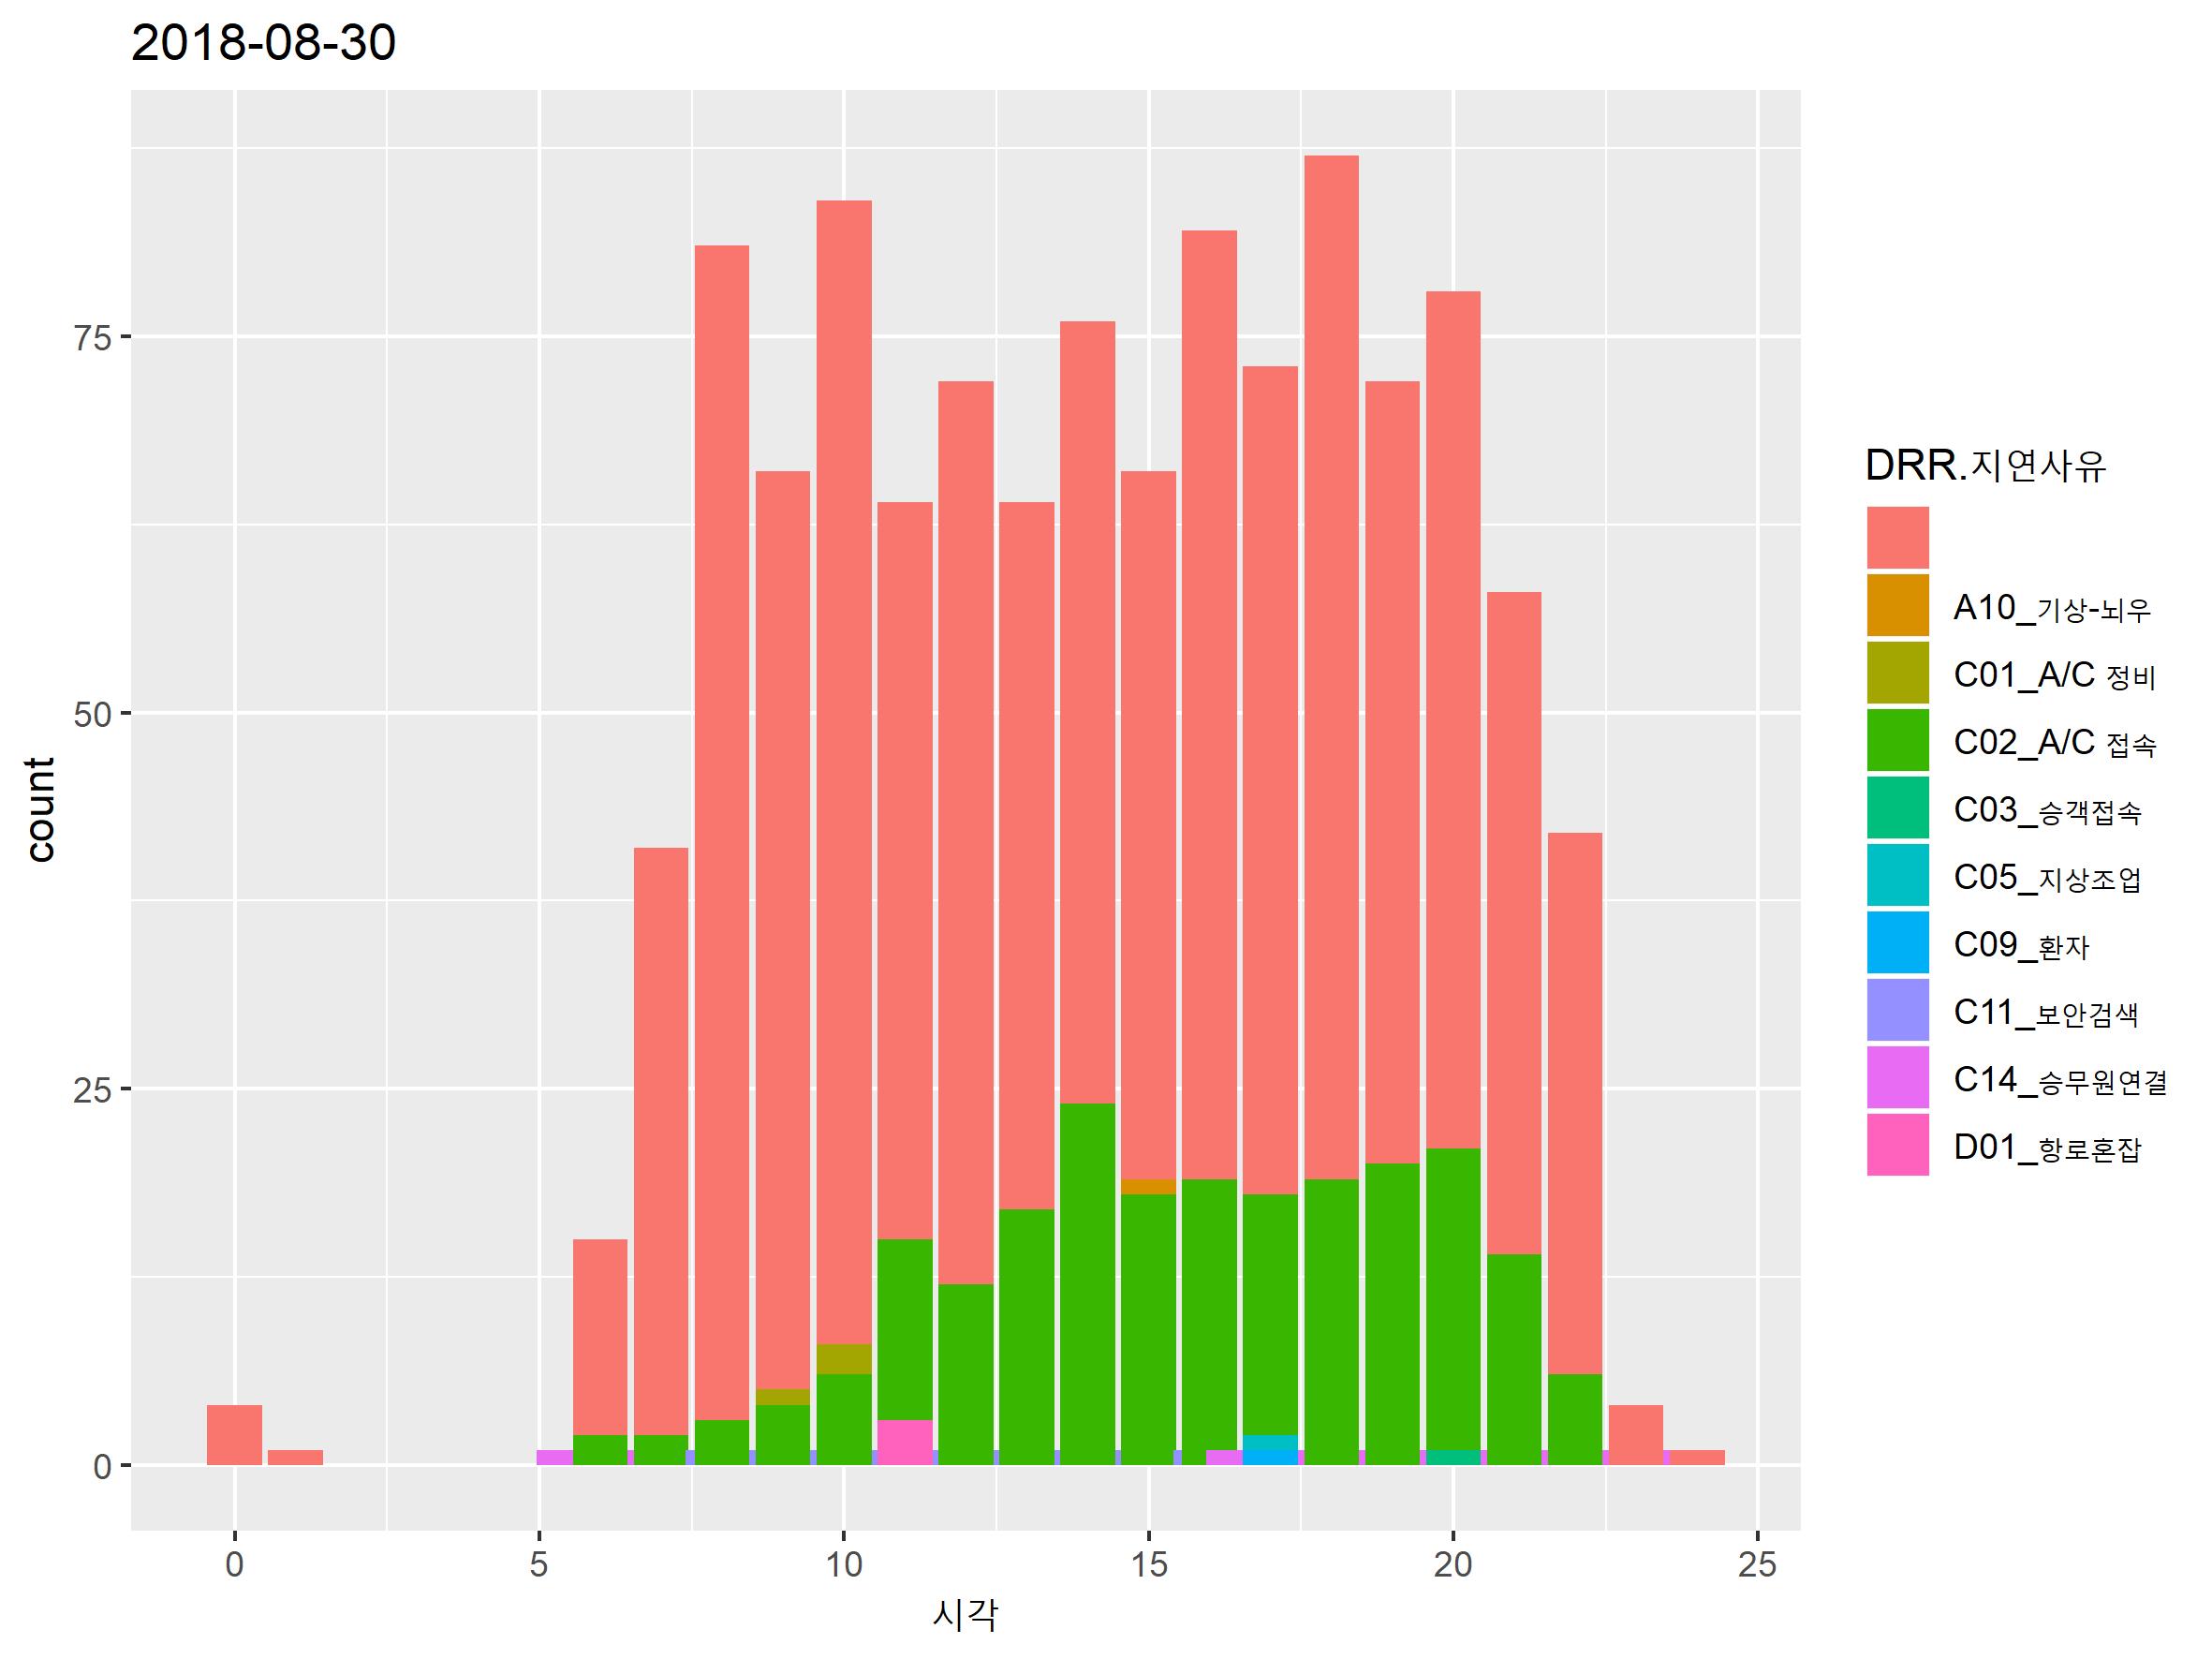 2018-08-30
count
75
50
25
0
0
5
10
15
20
25
시각
DRR.지연사유
A10_기상-뇌우
C01_A/C 정비
C02_A/C 접속
C03_승객접속
C05_지상조업
C09_환자
C11_보안검색
C14_승무원연결
D01_항로혼잡